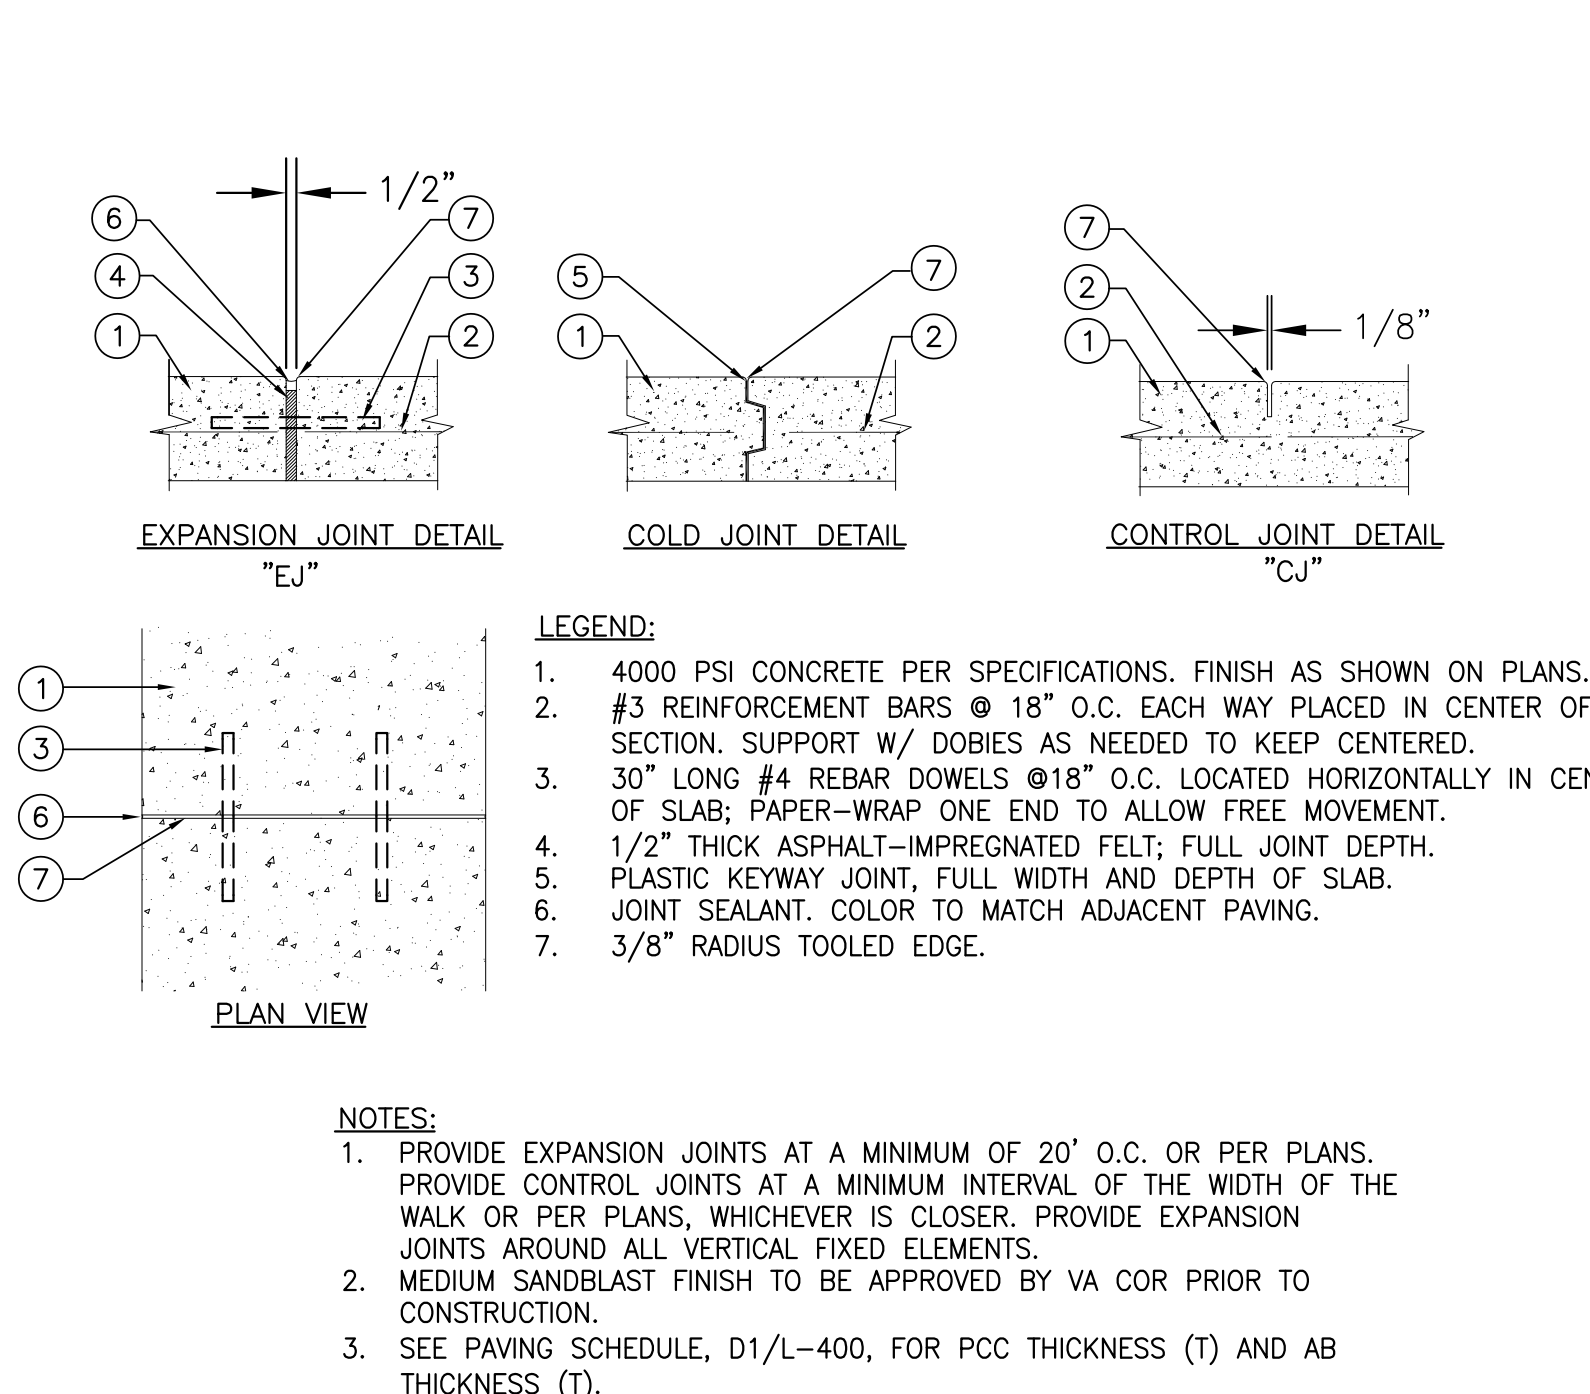 1/2”
6
7
4
3
1
2
EXPANSION JOINT DETAIL
”EJ”
5
7
1
2
COLD JOINT DETAIL
7
2
1
1/8”
CONTROL JOINT DETAIL
”CJ”
1
3
6
7
PLAN VIEW
LEGEND:
1. 4000 PSI CONCRETE PER SPECIFICATIONS. FINISH AS SHOWN ON PLANS.
2. #3 REINFORCEMENT BARS @ 18” O.C. EACH WAY PLACED IN CENTER OF
SECTION. SUPPORT W/ DOBIES AS NEEDED TO KEEP CENTERED.
3. 30” LONG #4 REBAR DOWELS @18” O.C. LOCATED HORIZONTALLY IN
OF SLAB; PAPER-WRAP ONE END TO ALLOW FREE MOVEMENT.
4. 1/2” THICK ASPHALT-IMPREGNATED FELT; FULL JOINT DEPTH.
5. PLASTIC KEYWAY JOINT, FULL WIDTH AND DEPTH OF SLAB.
6. JOINT SEALANT. COLOR TO MATCH ADJACENT PAVING.
7. 3/8” RADIUS TOOLED EDGE.
NOTES:
1. PROVIDE EXPANSION JOINTS AT A MINIMUM OF 20’ O.C. OR PER PLANS.
PROVIDE CONTROL JOINTS AT A MINIMUM INTERVAL OF THE WIDTH OF THE
WALK OR PER PLANS, WHICHEVER IS CLOSER. PROVIDE EXPANSION
JOINTS AROUND ALL VERTICAL FIXED ELEMENTS.
2. MEDIUM SANDBLAST FINISH TO BE APPROVED BY VA COR PRIOR TO
CONSTRUCTION.
3. SEE PAVING SCHEDULE, D1/L-400, FOR PCC THICKNESS (T) AND AB
THICKNESS (T).